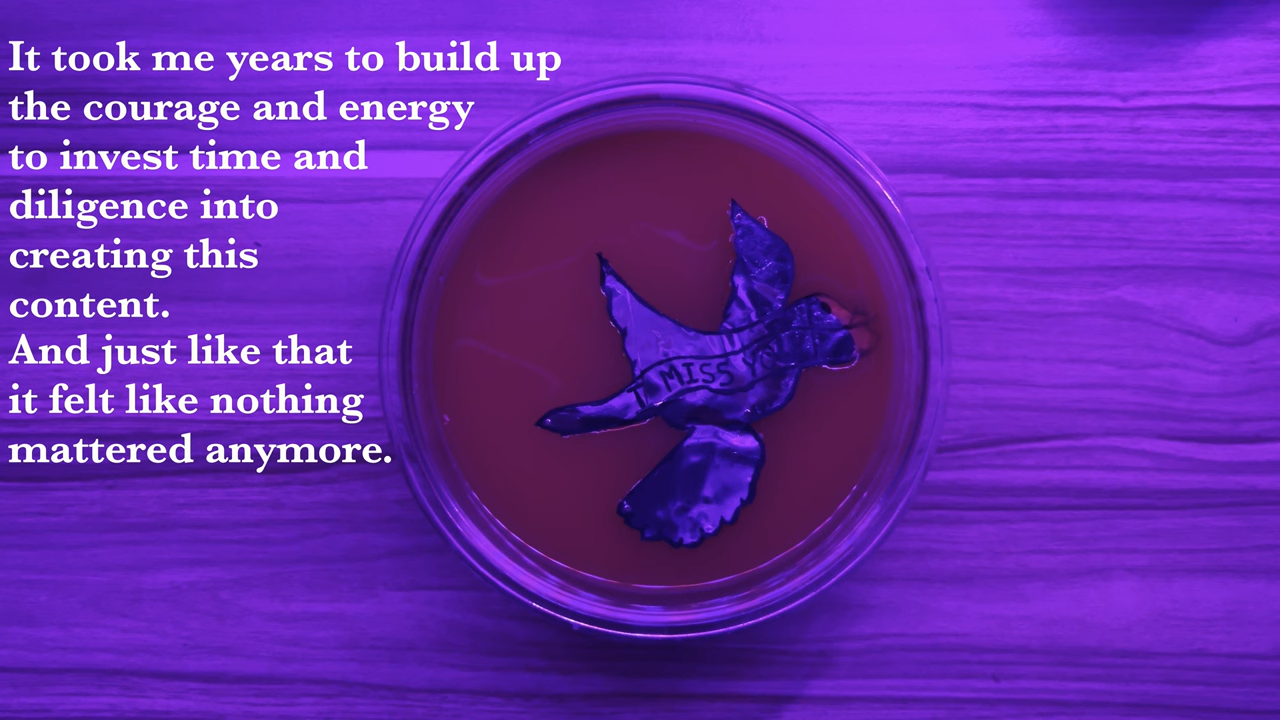 It took me years to build up
the courage and energy
to invest time and
diligence into
creating this
content.
And just like that
it felt like nothing
mattered anymore.
I MISS YOU